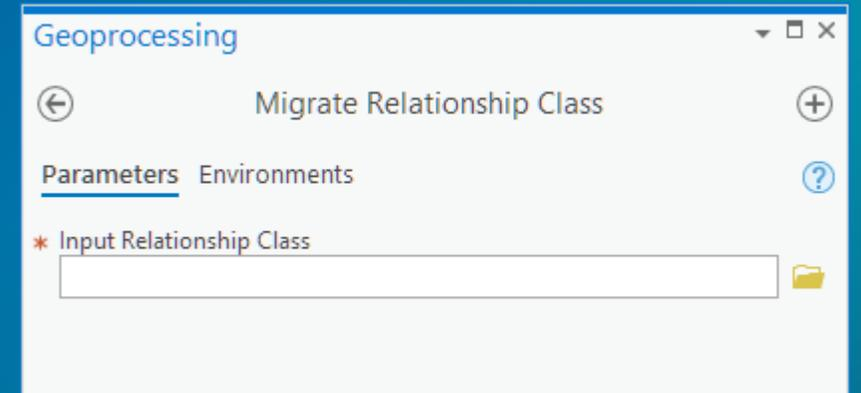 Geoprocessing
Migrate Relationship Class
Parameters Environments
* Input Relationship Class